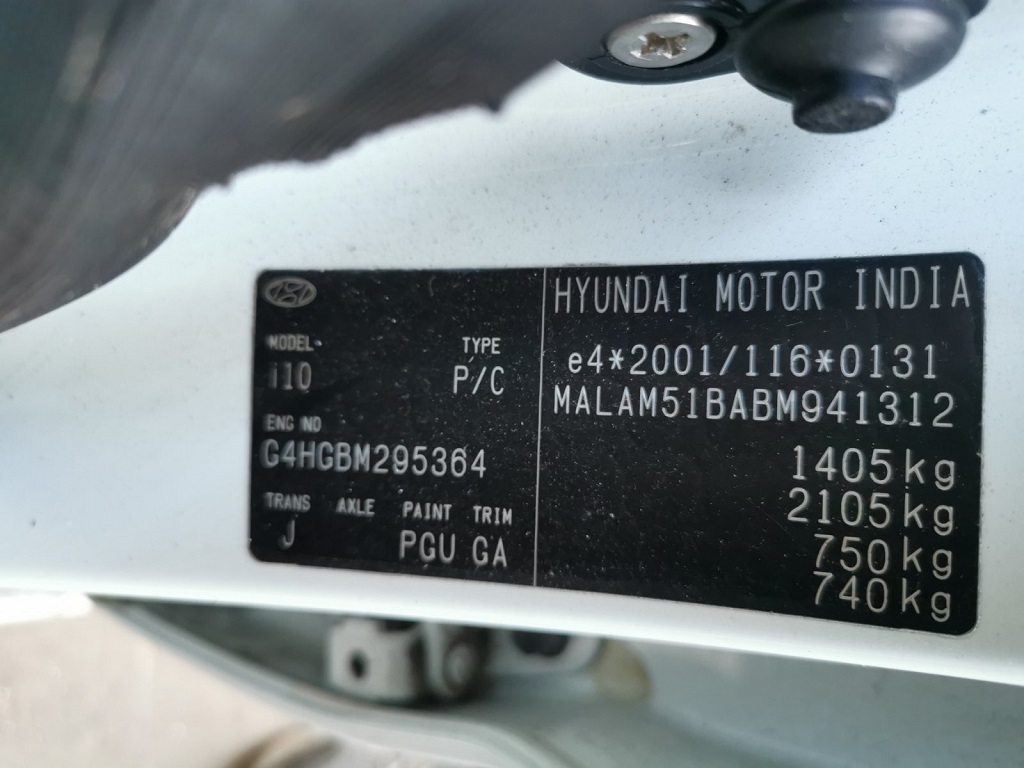 HYUNDAI MOTOR INDIA
MODEL TYPE
i10 P/C
ENG NO
G4HGBM295364
TRANS AXLE PAINT TRIM
J PGU GA
e4*2001/116*0131
MALAM51BABM941312
1405kg
2105kg
750kg
740kg